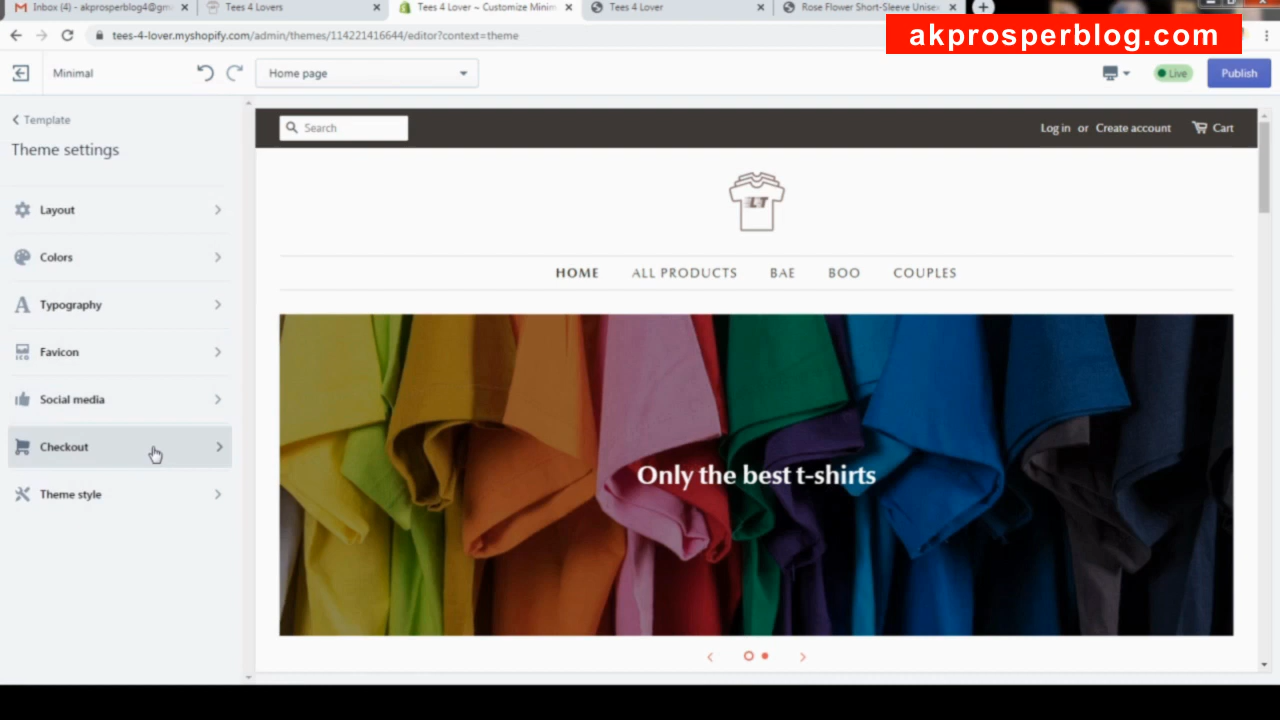 Inbox (4) - akprosperblog4@gm
Tees 4 Lovers
Tees 4 Lover ~ Customize Minim
Tees 4 Lover
Rose Flower Short-Sleeve Unisex
akprosperblog.com
tees-4-lover.myshopify.com/admin/themes/114221416644/editor?context=theme
Minimal
Home page
Live
Publish
Template
Theme settings
Layout
Colors
Typography
Favicon
Social media
Checkout
Theme style
Search
Log in or Create account
Cart
LT
HOME
ALL PRODUCTS
BAE
BOO
COUPLES
Only the best t-shirts